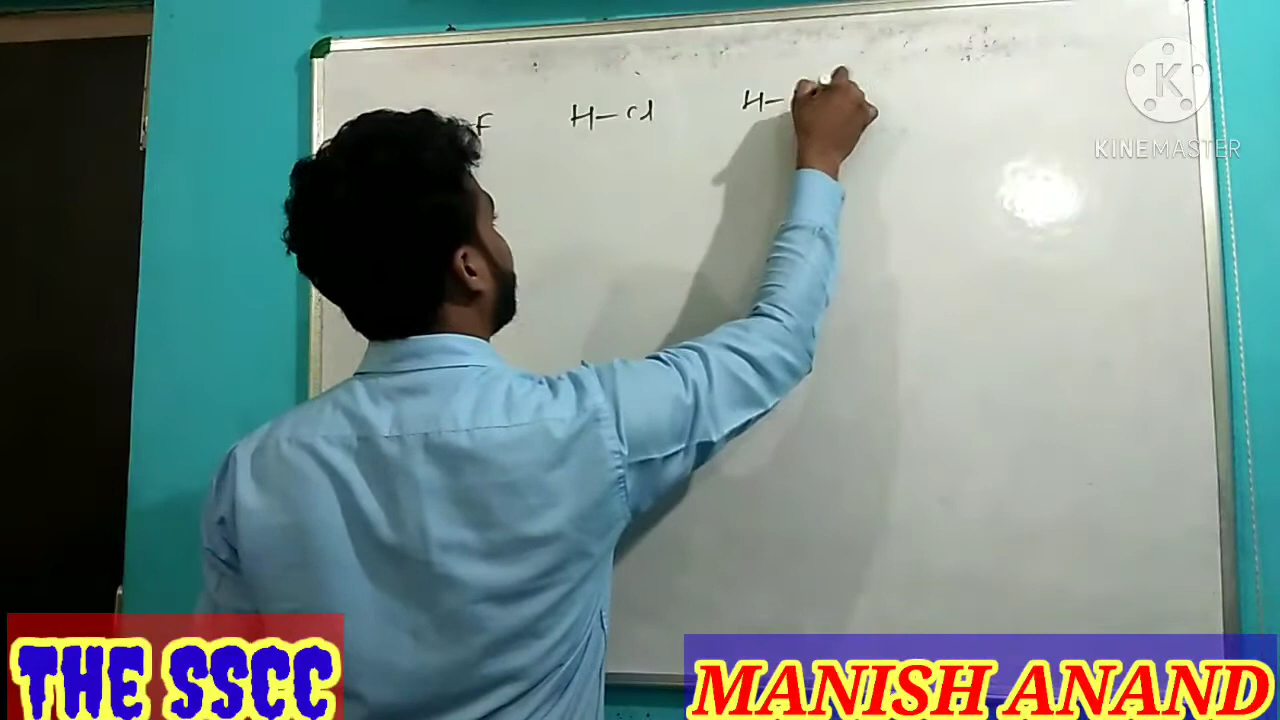 -F H-Cl H-
KINEMASTER
THE SSCC
MANISH ANAND